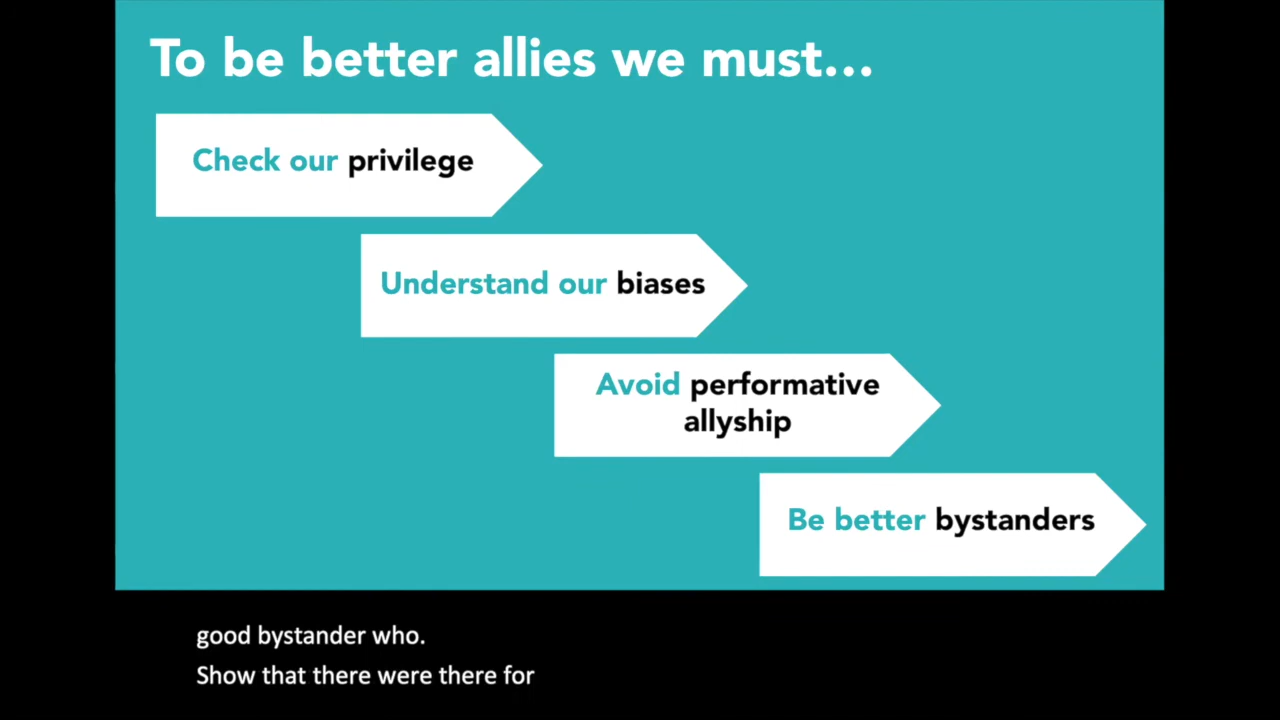 To be better allies we must...
Check our privilege
Understand our biases
Avoid performative
allyship
Be better bystanders
good bystander who.
Show that there were there for